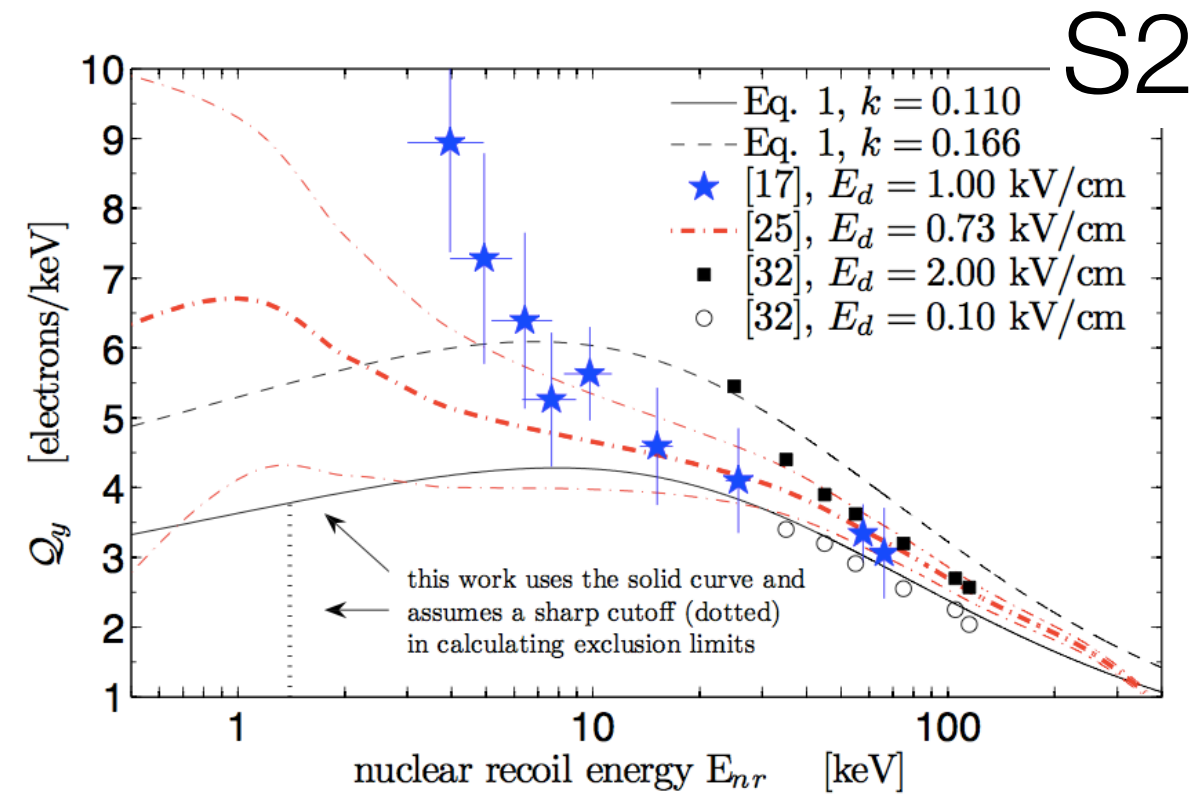 S2
10
9
8
7
6
5
4
3
2
1
Q_y [electrons/keV]
Eq. 1, k = 0.110
Eq. 1, k = 0.166
[17], E_d = 1.00 kV/cm
[25], E_d = 0.73 kV/cm
[32], E_d = 2.00 kV/cm
[32], E_d = 0.10 kV/cm
this work uses the solid curve and
assumes a sharp cutoff (dotted)
in calculating exclusion limits
1 10 100
nuclear recoil energy E_nr [keV]